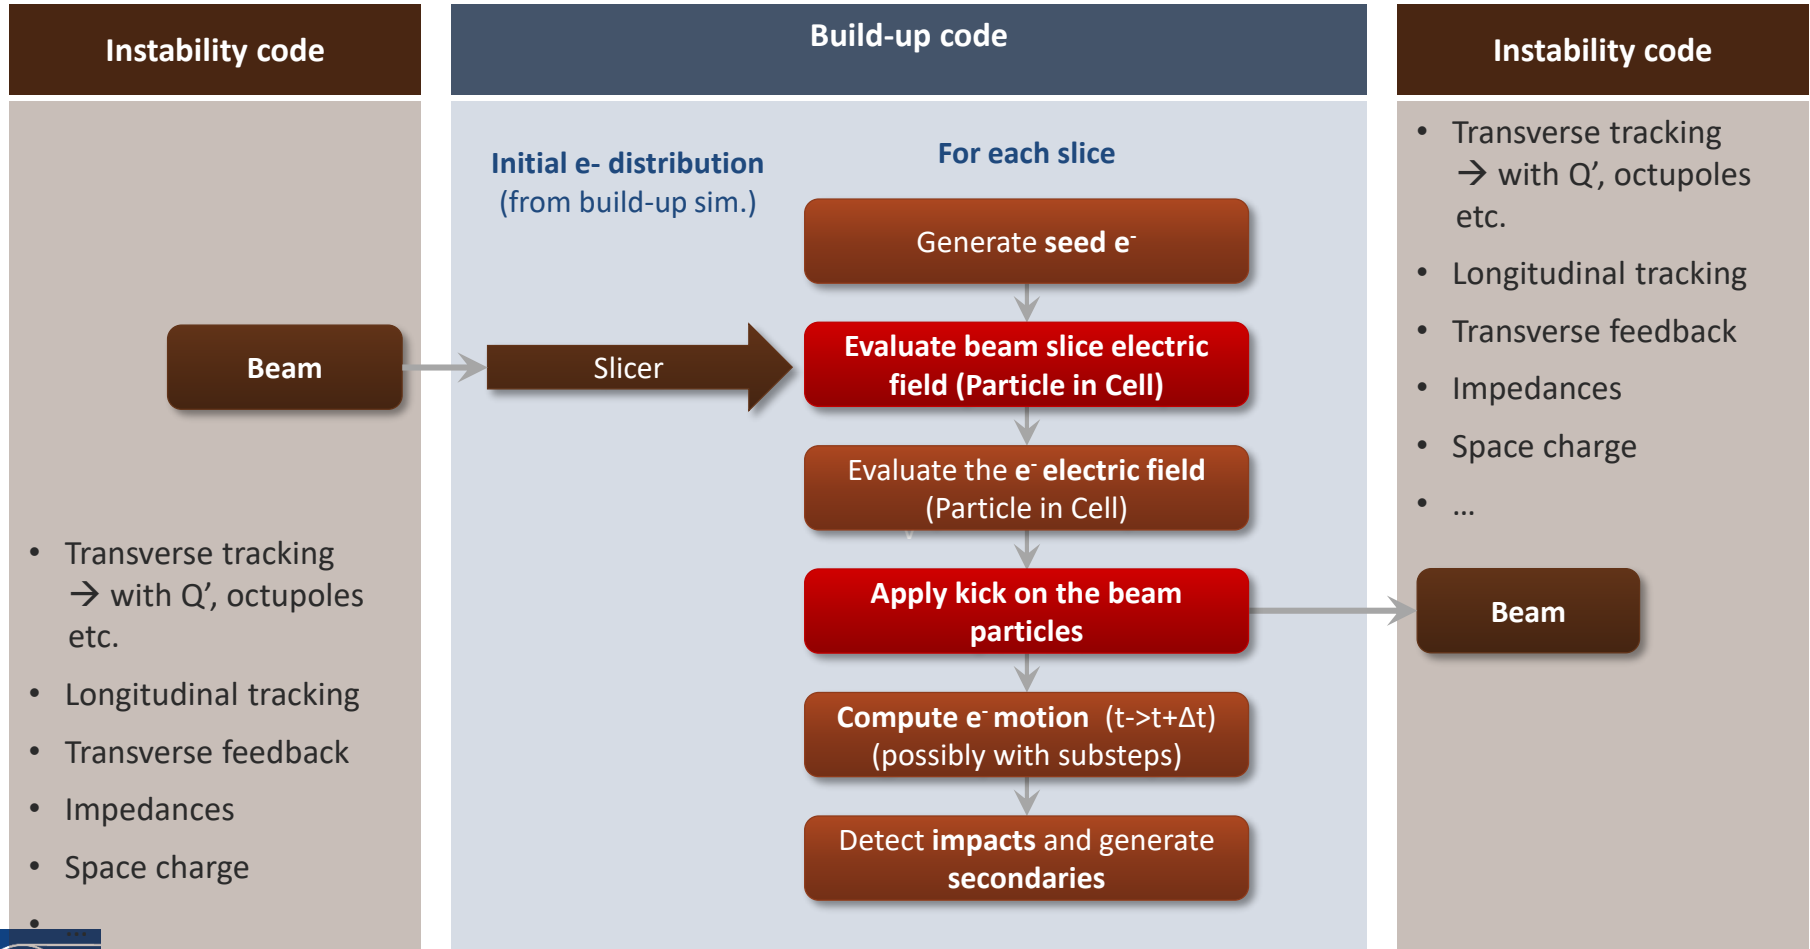 Instability code
Beam
• Transverse tracking
→ with Q’, octupoles
etc.
• Longitudinal tracking
• Transverse feedback
• Impedances
• Space charge
• ...
Build-up code
Initial e- distribution
(from build-up sim.)
Slicer
For each slice
Generate seed e-
Evaluate beam slice electric
field (Particle in Cell)
Evaluate the e- electric field
(Particle in Cell)
Apply kick on the beam
particles
Compute e- motion (t->t+Δt)
(possibly with substeps)
Detect impacts and generate
secondaries
Instability code
• Transverse tracking
→ with Q’, octupoles
etc.
• Longitudinal tracking
• Transverse feedback
• Impedances
• Space charge
• ...
Beam